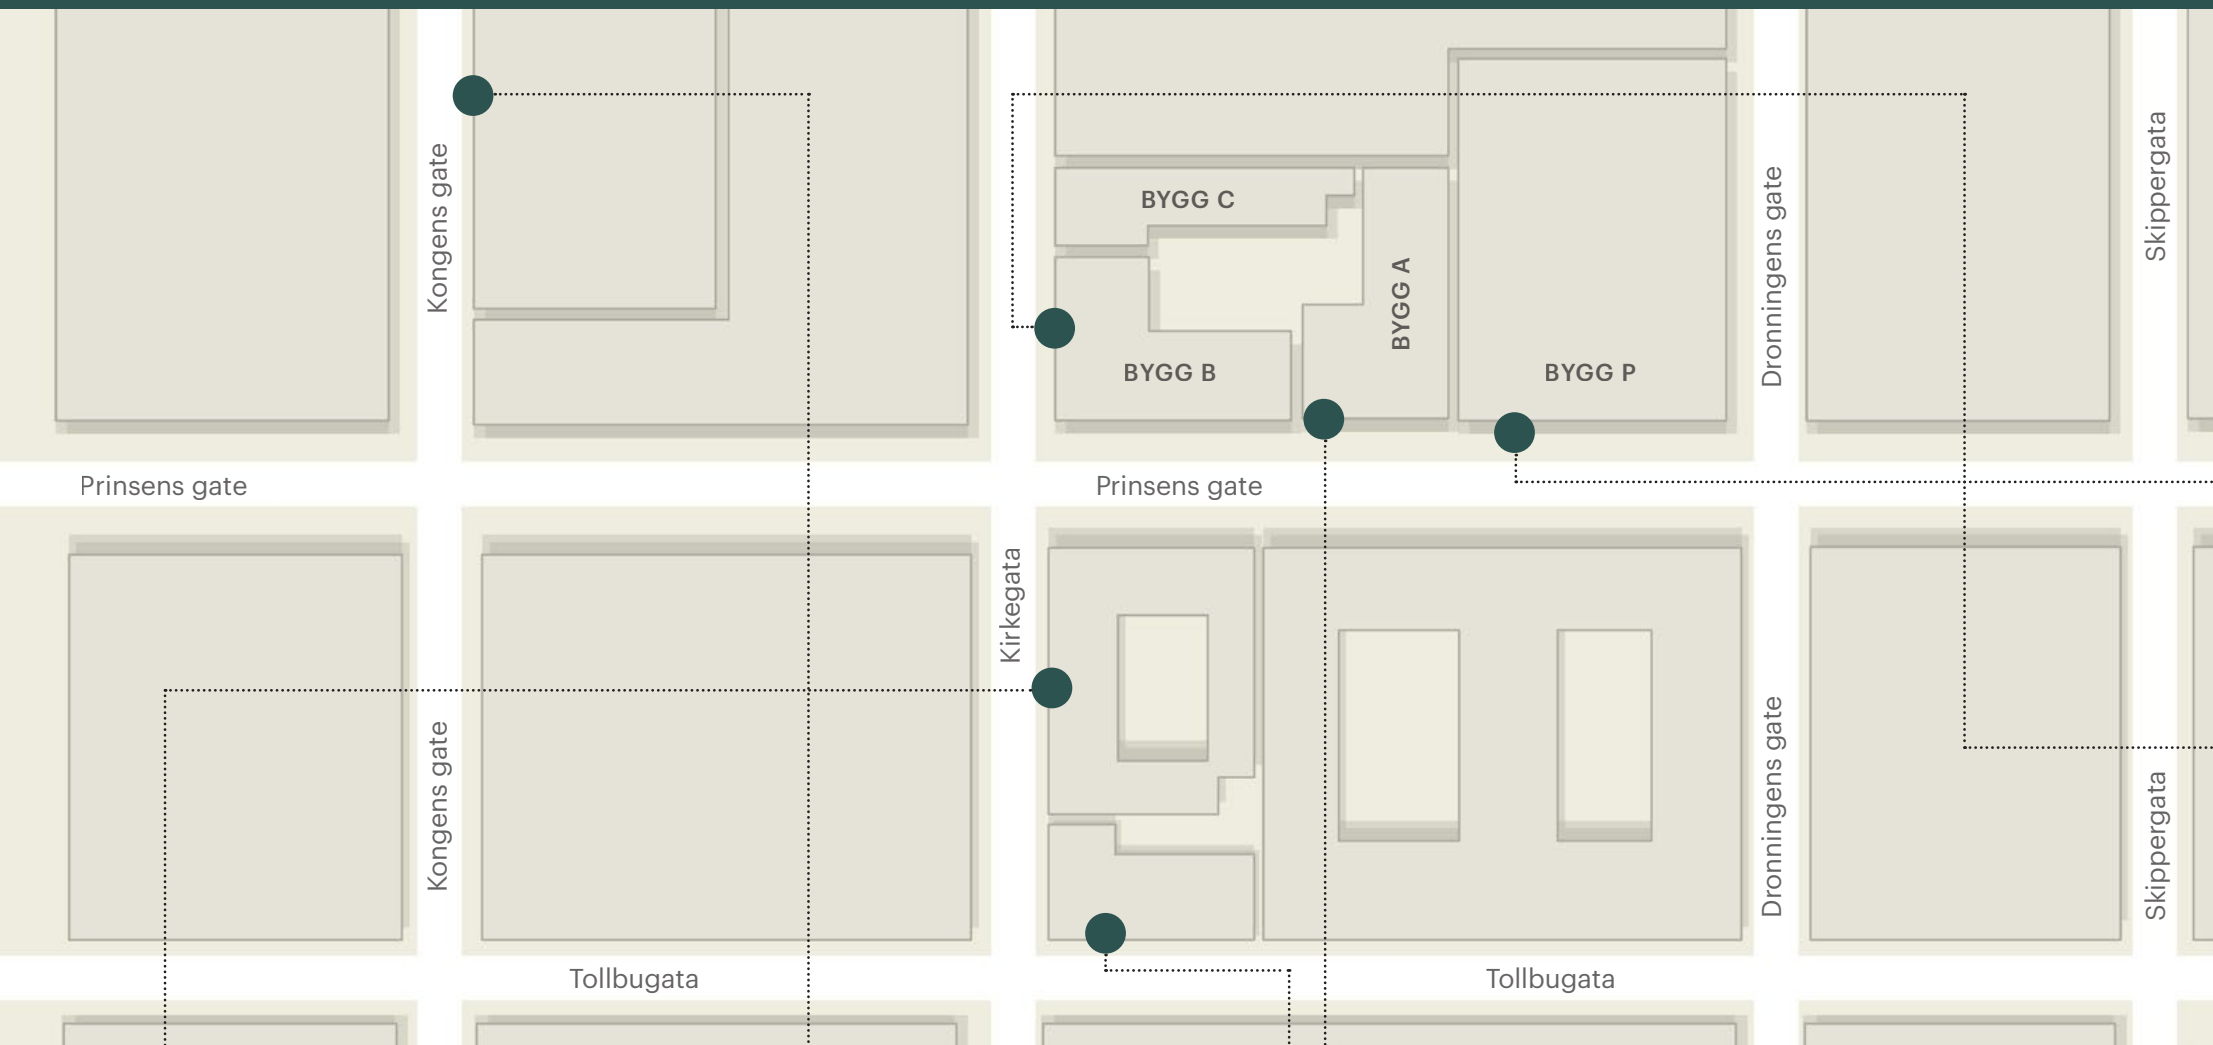 Kongens gate
BYGG C
BYGG A
BYGG B
BYGG P
Dronningens gate
Skippergata
Prinsens gate
Prinsens gate
Kirkegata
Kongens gate
Dronningens gate
Skippergata
Tollbugata
Tollbugata